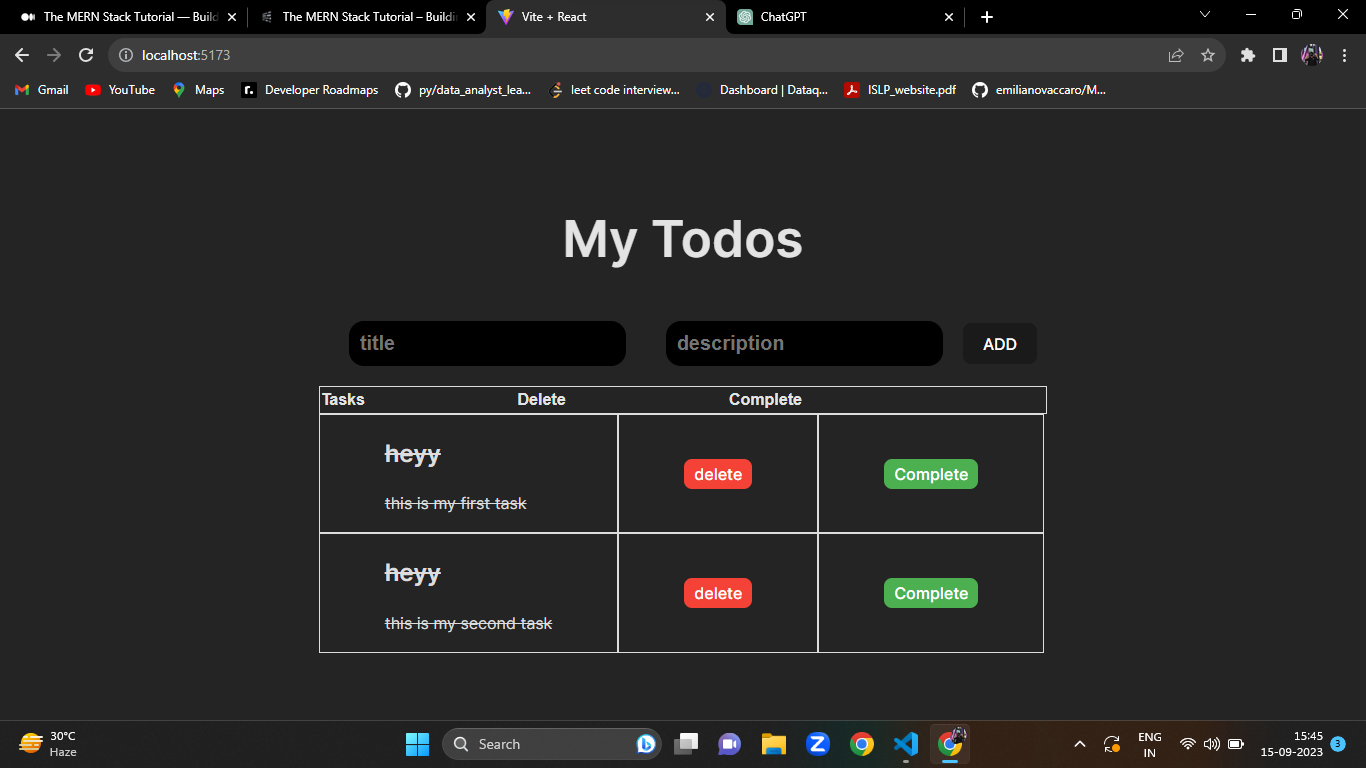 The MERN Stack Tutorial — Build
The MERN Stack Tutorial – Buildin
Vite + React
ChatGPT
localhost:5173
Gmail
YouTube
Maps
Developer Roadmaps
py/data_analyst_lea...
leet code interview...
Dashboard | Dataq...
ISLP_website.pdf
emilianovaccaro/M...
My Todos
title
description
ADD
Tasks
Delete
Complete
heyy
this is my first task
delete
Complete
heyy
this is my second task
delete
Complete
30°C
Haze
Search
ENG
IN
15:45
15-09-2023
3